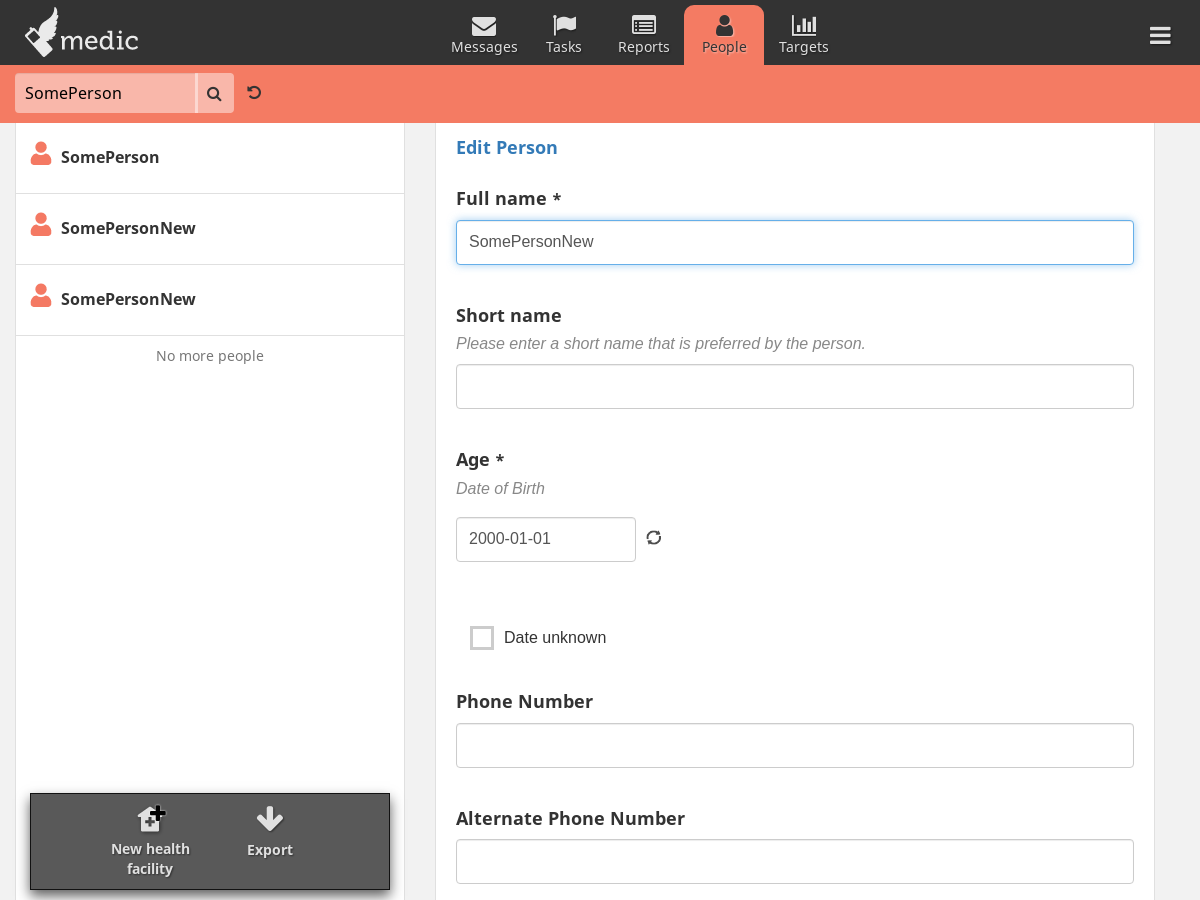 medic
Messages
Tasks
Reports
People
Targets
SomePerson
SomePerson
SomePersonNew
SomePersonNew
No more people
New health
facility
Export
Edit Person
Full name *
SomePersonNew
Short name
Please enter a short name that is preferred by the person.
Age *
Date of Birth
2000-01-01
Date unknown
Phone Number
Alternate Phone Number